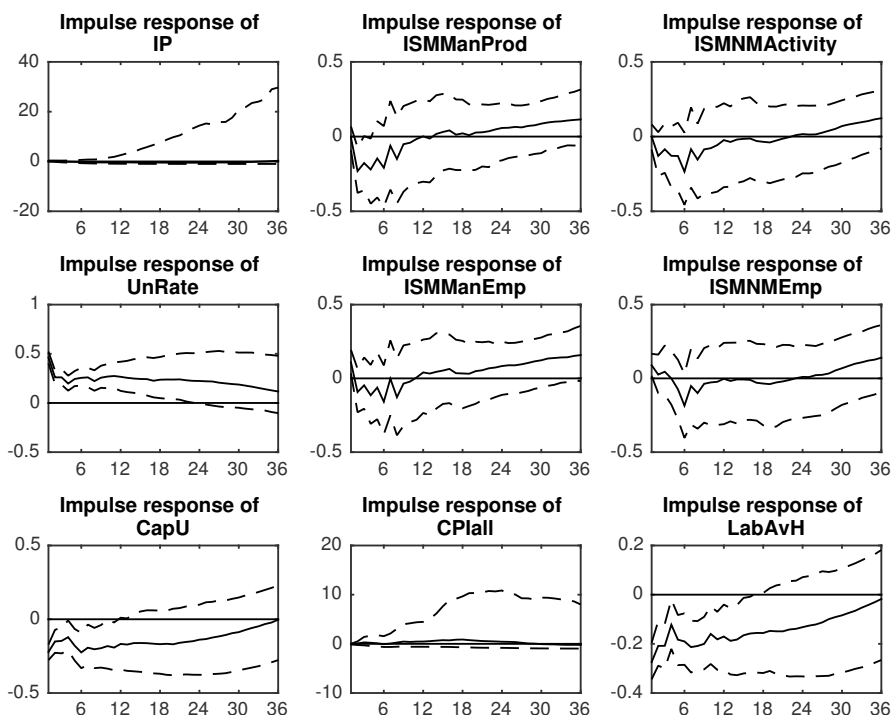 Impulse response of
IP
Impulse response of
ISMManProd
Impulse response of
ISMNMActivity
40
20
0
-20
6 12 18 24 30 36
0.5
0
-0.5
6 12 18 24 30 36
0.5
0
-0.5
6 12 18 24 30 36
Impulse response of
UnRate
Impulse response of
ISMManEmp
Impulse response of
ISMNMEmp
1
0.5
0
-0.5
6 12 18 24 30 36
0.5
0
-0.5
6 12 18 24 30 36
0.5
0
-0.5
6 12 18 24 30 36
Impulse response of
CapU
Impulse response of
CPIall
Impulse response of
LabAvH
0.5
0
-0.5
6 12 18 24 30 36
20
10
0
-10
6 12 18 24 30 36
0.2
0
-0.2
-0.4
6 12 18 24 30 36